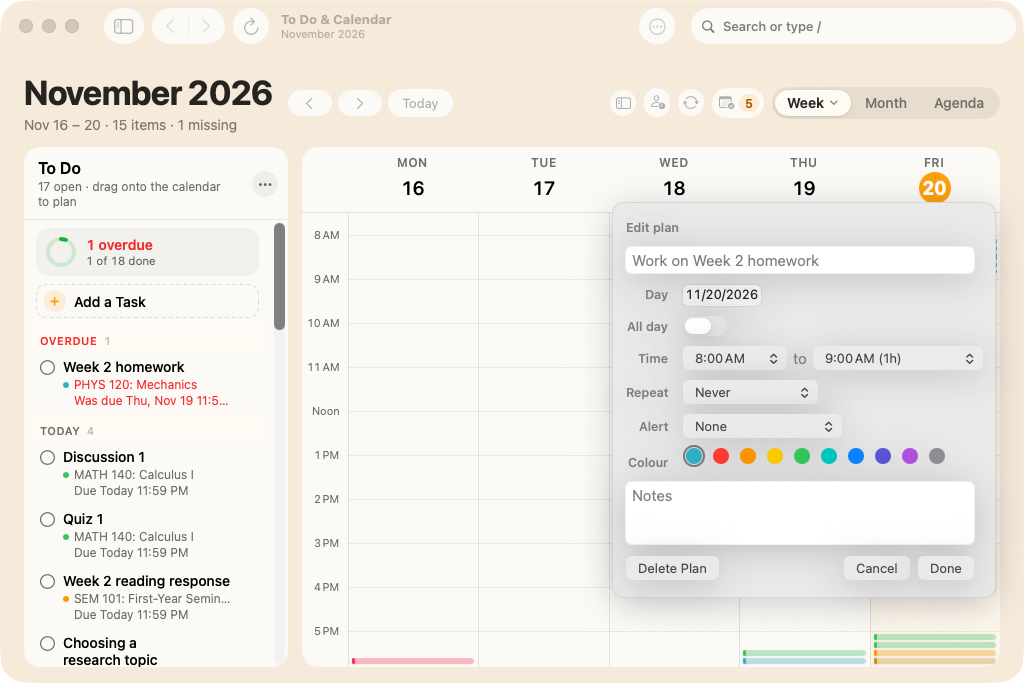 To Do & Calendar
November 2026
Search or type /
November 2026
Nov 16 – 20 · 15 items · 1 missing
Today
5
Week
Month
Agenda
To Do
17 open · drag onto the calendar
to plan
1 overdue
1 of 18 done
Add a Task
OVERDUE 1
Week 2 homework
PHYS 120: Mechanics
Was due Thu, Nov 19 11:5…
TODAY 4
Discussion 1
MATH 140: Calculus I
Due Today 11:59 PM
Quiz 1
MATH 140: Calculus I
Due Today 11:59 PM
Week 2 reading response
SEM 101: First-Year Semin…
Due Today 11:59 PM
Choosing a
research topic
MON
16
TUE
17
WED
18
THU
19
FRI
20
8 AM
9 AM
10 AM
11 AM
Noon
1 PM
2 PM
3 PM
4 PM
5 PM
Edit plan
Work on Week 2 homework
Day 11/20/2026
All day
Time 8:00 AM to 9:00 AM (1h)
Repeat Never
Alert None
Colour
Notes
Delete Plan
Cancel
Done